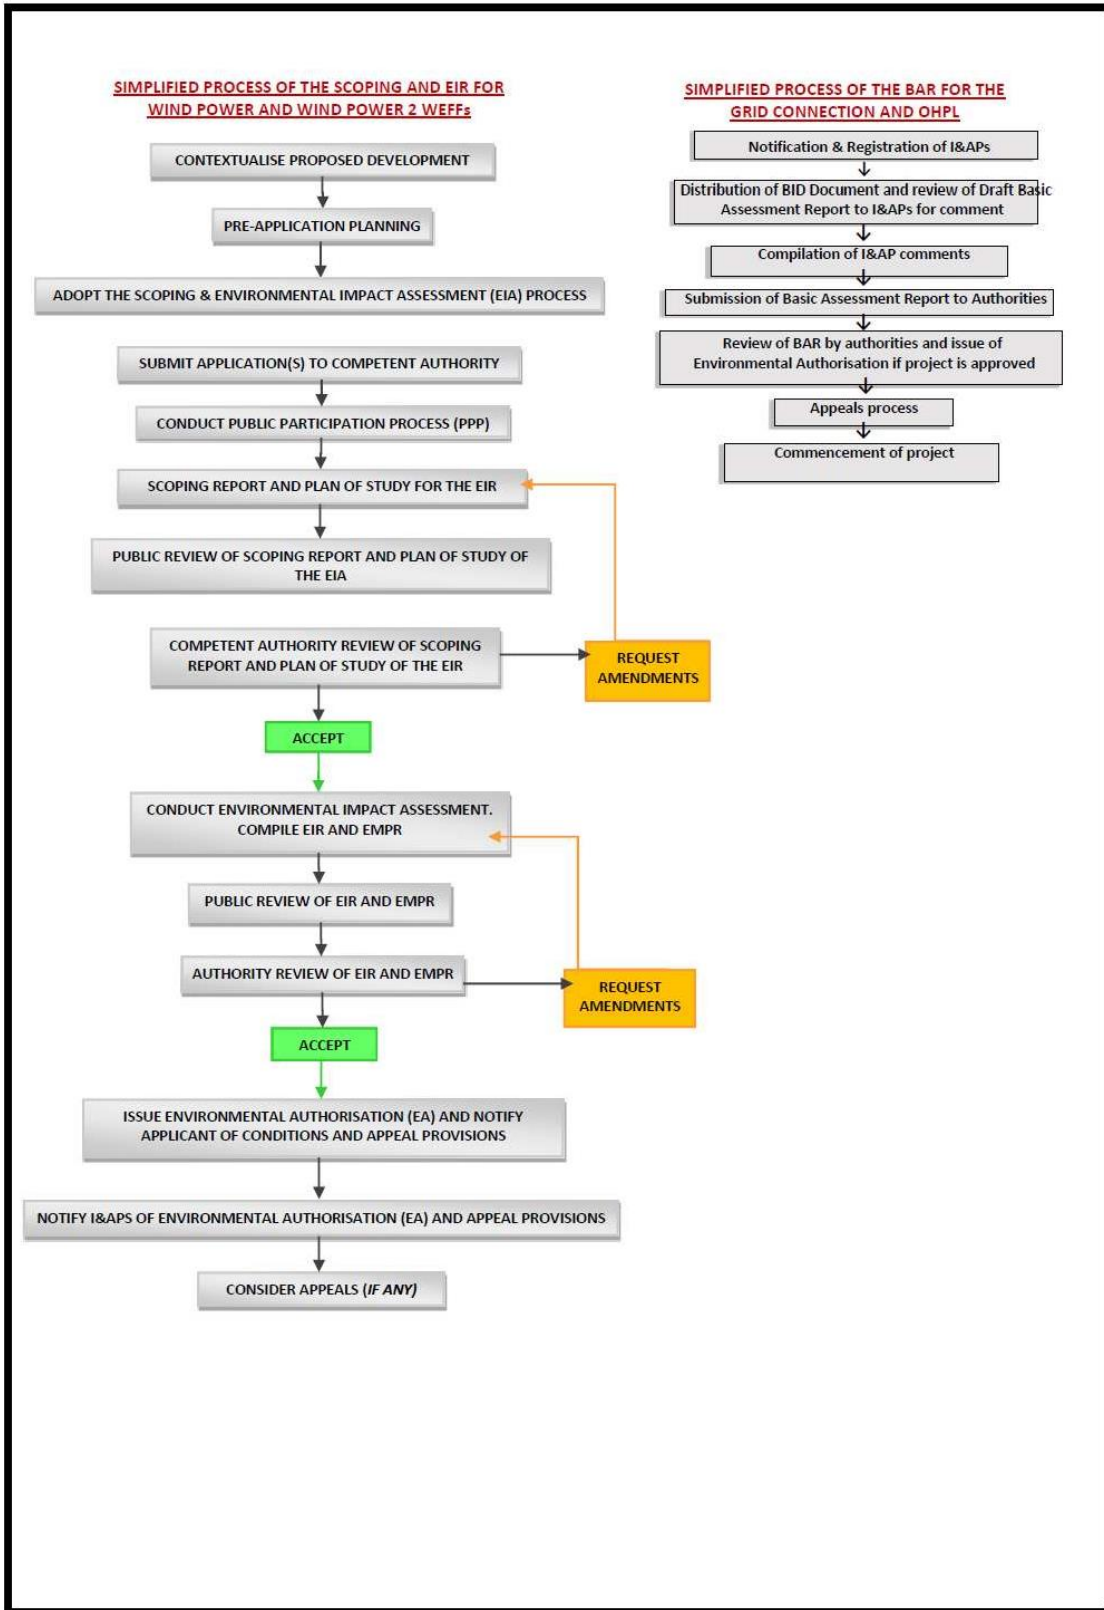 SIMPLIFIED PROCESS OF THE SCOPING AND EIR FOR
WIND POWER AND WIND POWER 2 WEFFs
CONTEXTUALISE PROPOSED DEVELOPMENT
PRE-APPLICATION PLANNING
ADOPT THE SCOPING & ENVIRONMENTAL IMPACT ASSESSMENT (EIA) PROCESS
SUBMIT APPLICATION(S) TO COMPETENT AUTHORITY
CONDUCT PUBLIC PARTICIPATION PROCESS (PPP)
SCOPING REPORT AND PLAN OF STUDY FOR THE EIR
PUBLIC REVIEW OF SCOPING REPORT AND PLAN OF STUDY OF
THE EIA
COMPETENT AUTHORITY REVIEW OF SCOPING
REPORT AND PLAN OF STUDY OF THE EIR
REQUEST
AMENDMENTS
ACCEPT
CONDUCT ENVIRONMENTAL IMPACT ASSESSMENT.
COMPILE EIR AND EMPR
PUBLIC REVIEW OF EIR AND EMPR
AUTHORITY REVIEW OF EIR AND EMPR
REQUEST
AMENDMENTS
ACCEPT
ISSUE ENVIRONMENTAL AUTHORISATION (EA) AND NOTIFY
APPLICANT OF CONDITIONS AND APPEAL PROVISIONS
NOTIFY I&APS OF ENVIRONMENTAL AUTHORISATION (EA) AND APPEAL PROVISIONS
CONSIDER APPEALS (IF ANY)
SIMPLIFIED PROCESS OF THE BAR FOR THE
GRID CONNECTION AND OHPL
Notification & Registration of I&APs
Distribution of BID Document and review of Draft Basic
Assessment Report to I&APs for comment
Compilation of I&AP comments
Submission of Basic Assessment Report to Authorities
Review of BAR by authorities and issue of
Environmental Authorisation if project is approved
Appeals process
Commencement of project